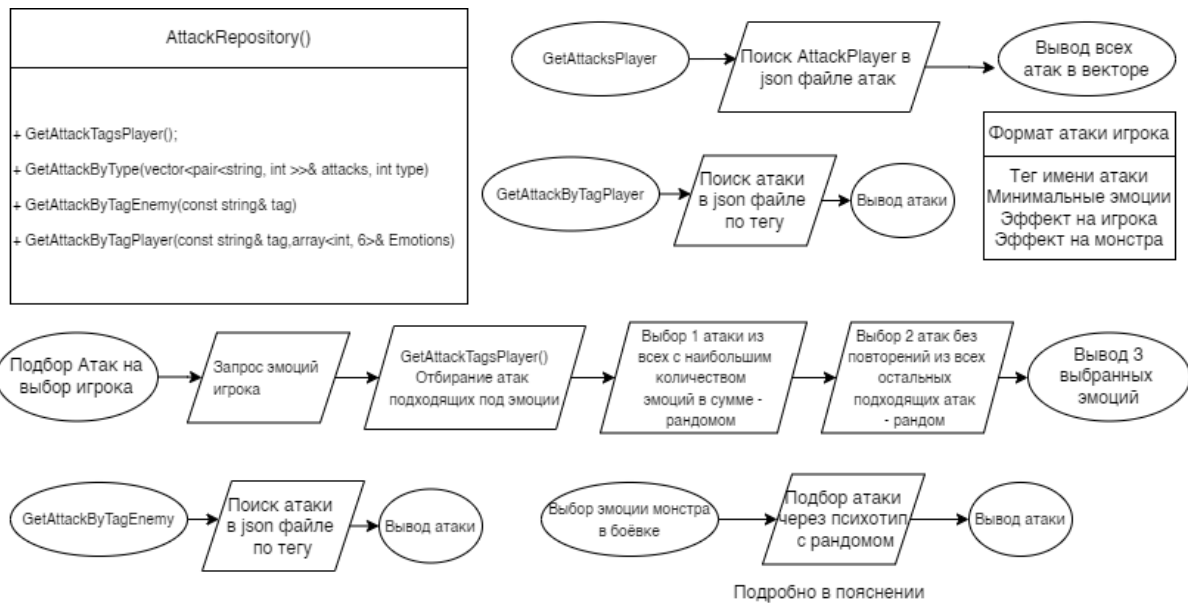 AttackRepository()
+ GetAttackTagsPlayer();
+ GetAttackByType(vector<pair<string, int >>& attacks, int type)
+ GetAttackByTagEnemy(const string& tag)
+ GetAttackByTagPlayer(const string& tag,array<int, 6>& Emotions)
GetAttacksPlayer
Поиск AttackPlayer в
json файле атак
Вывод всех
атак в векторе
GetAttackByTagPlayer
Поиск атаки
в json файле
по тегу
Вывод атаки
Формат атаки игрока
Тег имени атаки
Минимальные эмоции
Эффект на игрока
Эффект на монстра
Подбор Атак на
выбор игрока
Запрос эмоций
игрока
GetAttackTagsPlayer()
Отбирание атак
подходящих под эмоции
Выбор 1 атаки из
всех с наибольшим
количеством
эмоций в сумме -
рандомом
Выбор 2 атак без
повторений из всех
остальных
подходящих атак
- рандом
Вывод 3
выбранных
эмоций
GetAttackByTagEnemy
Поиск атаки
в json файле
по тегу
Вывод атаки
Выбор эмоции монстра
в боёвке
Подбор атаки
через психотип
с рандомом
Вывод атаки
Подробно в пояснении